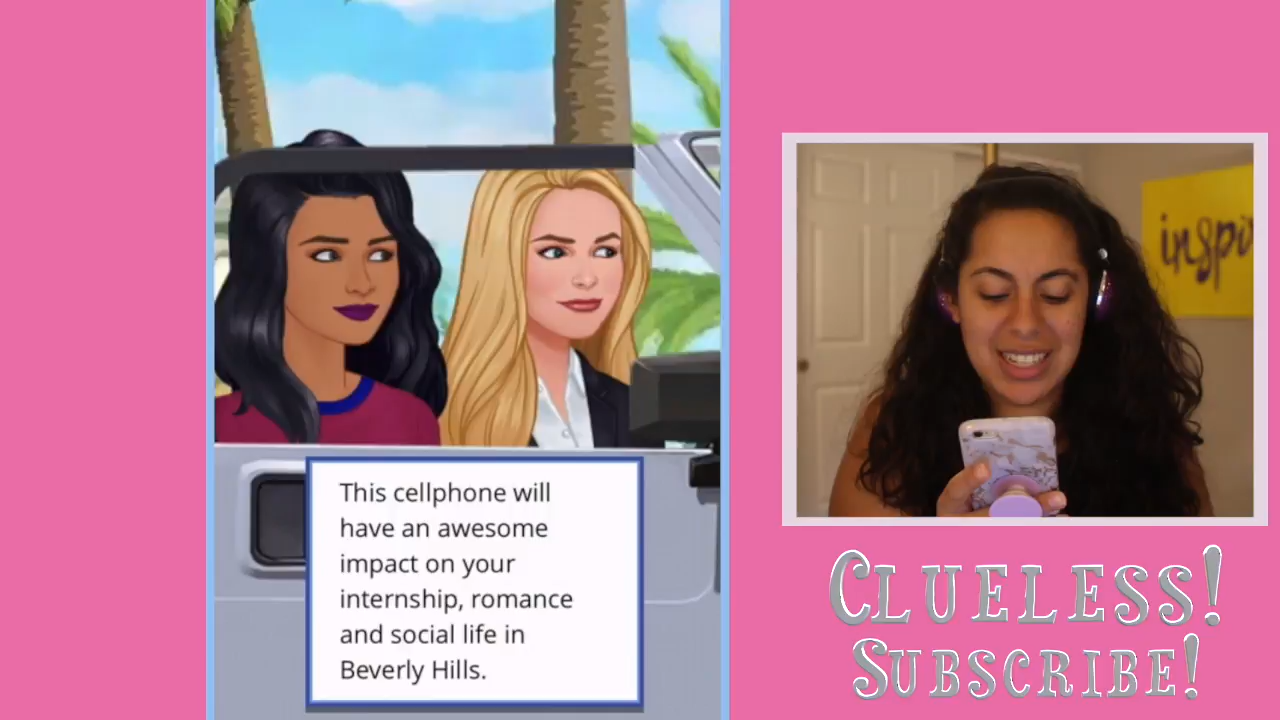 This cellphone will
have an awesome
impact on your
internship, romance
and social life in
Beverly Hills.
inspi
CLUELESS!
SUBSCRIBE!